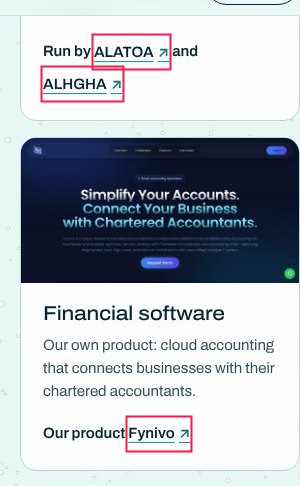 Run by ALATOA ↗ and
ALHGHA ↗
Simplify Your Accounts.
Connect Your Business
with Chartered Accountants.
Financial software
Our own product: cloud accounting
that connects businesses with their
chartered accountants.
Our product Fynivo ↗